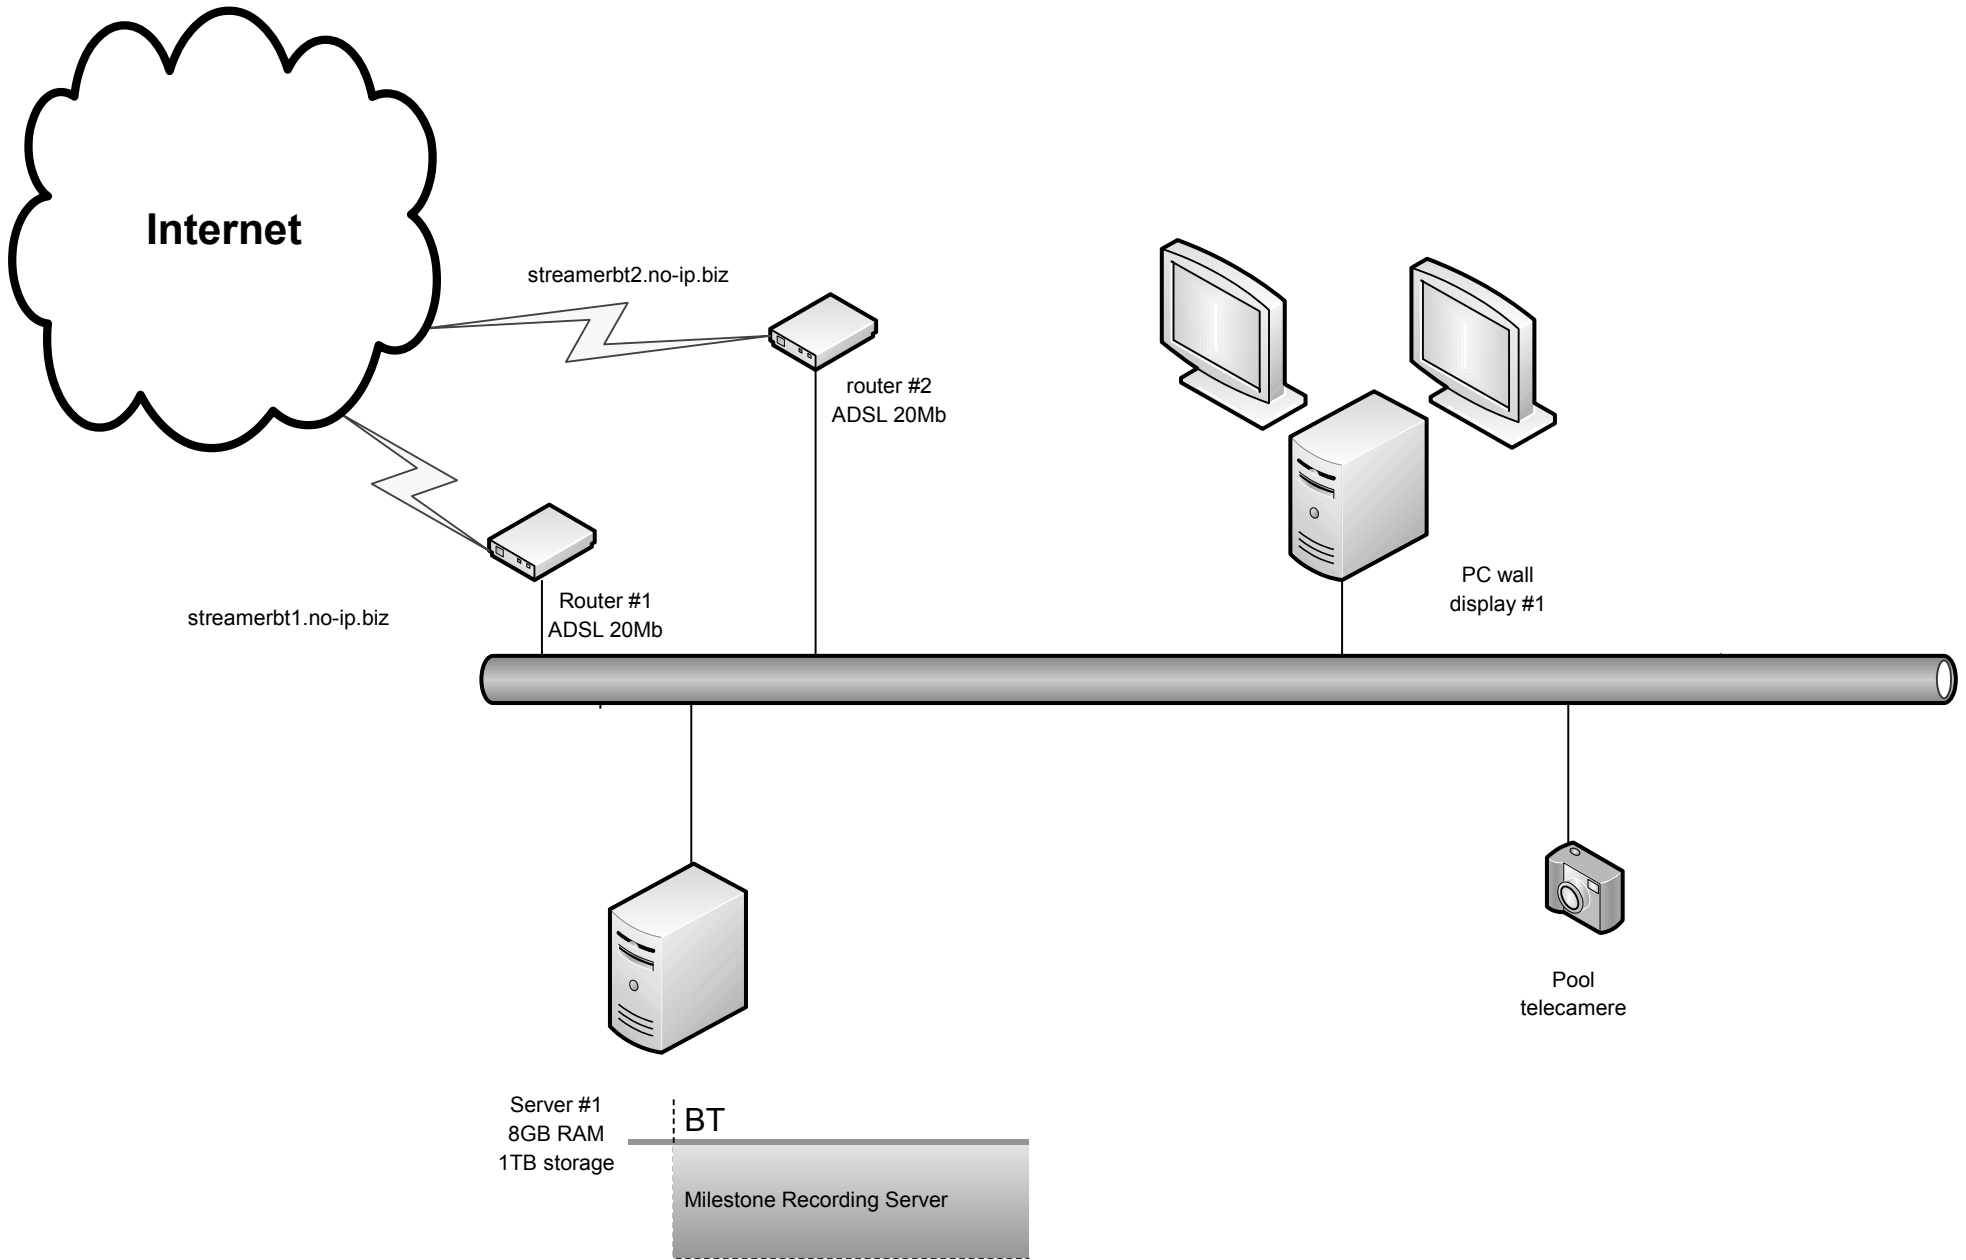 Internet
streamerbt2.no-ip.biz
router #2
ADSL 20Mb
streamerbt1.no-ip.biz
Router #1
ADSL 20Mb
PC wall
display #1
Pool
telecamere
Server #1
8GB RAM
1TB storage
BT
Milestone Recording Server